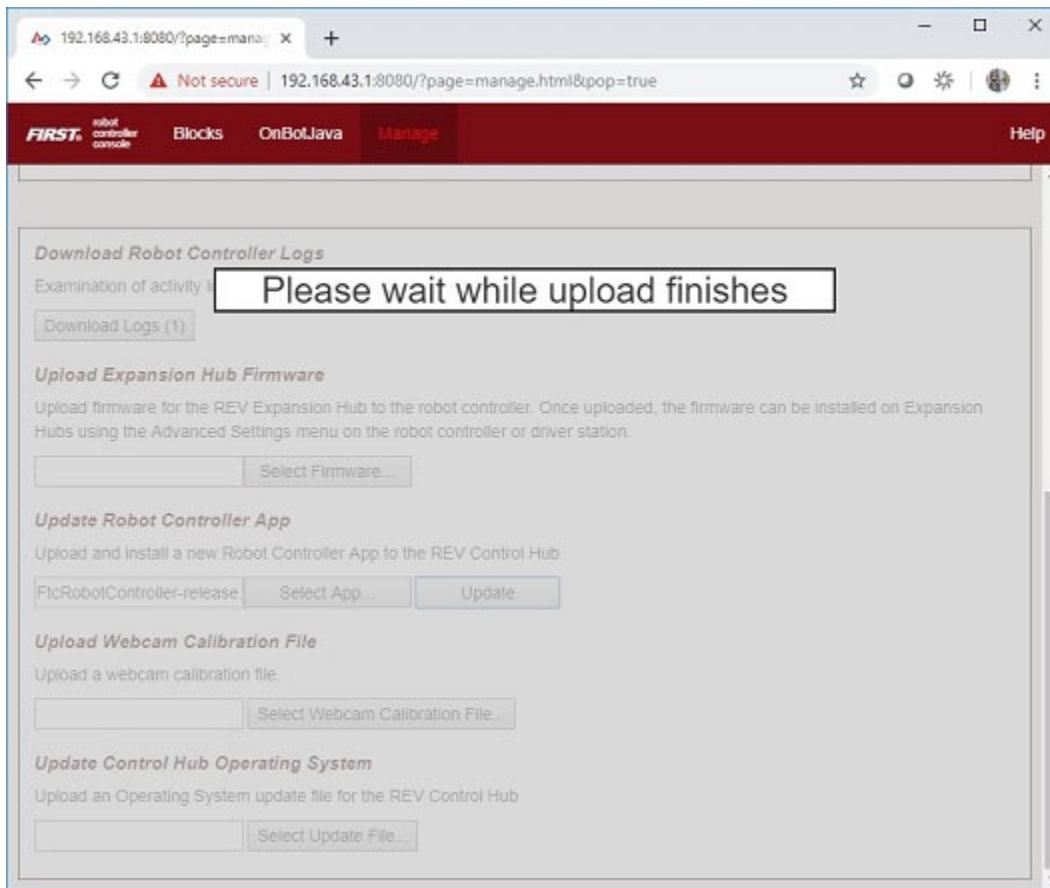 192.168.43.1:8080/?page=mana
Not secure | 192.168.43.1:8080/?page=manage.html&pop=true
FIRST. robot controller console Blocks OnBotJava Manage Help
Download Robot Controller Logs
Please wait while upload finishes
Examination of activity
Download Logs (1)
Upload Expansion Hub Firmware
Upload firmware for the REV Expansion Hub to the robot controller. Once uploaded, the firmware can be installed on Expansion
Hubs using the Advanced Settings menu on the robot controller or driver station.
Select Firmware...
Update Robot Controller App
Upload and install a new Robot Controller App to the REV Control Hub.
FtcRobotController-release. Select App... Update
Upload Webcam Calibration File
Upload a webcam calibration file.
Select Webcam Calibration File...
Update Control Hub Operating System
Upload an Operating System update file for the REV Control Hub
Select Update File...